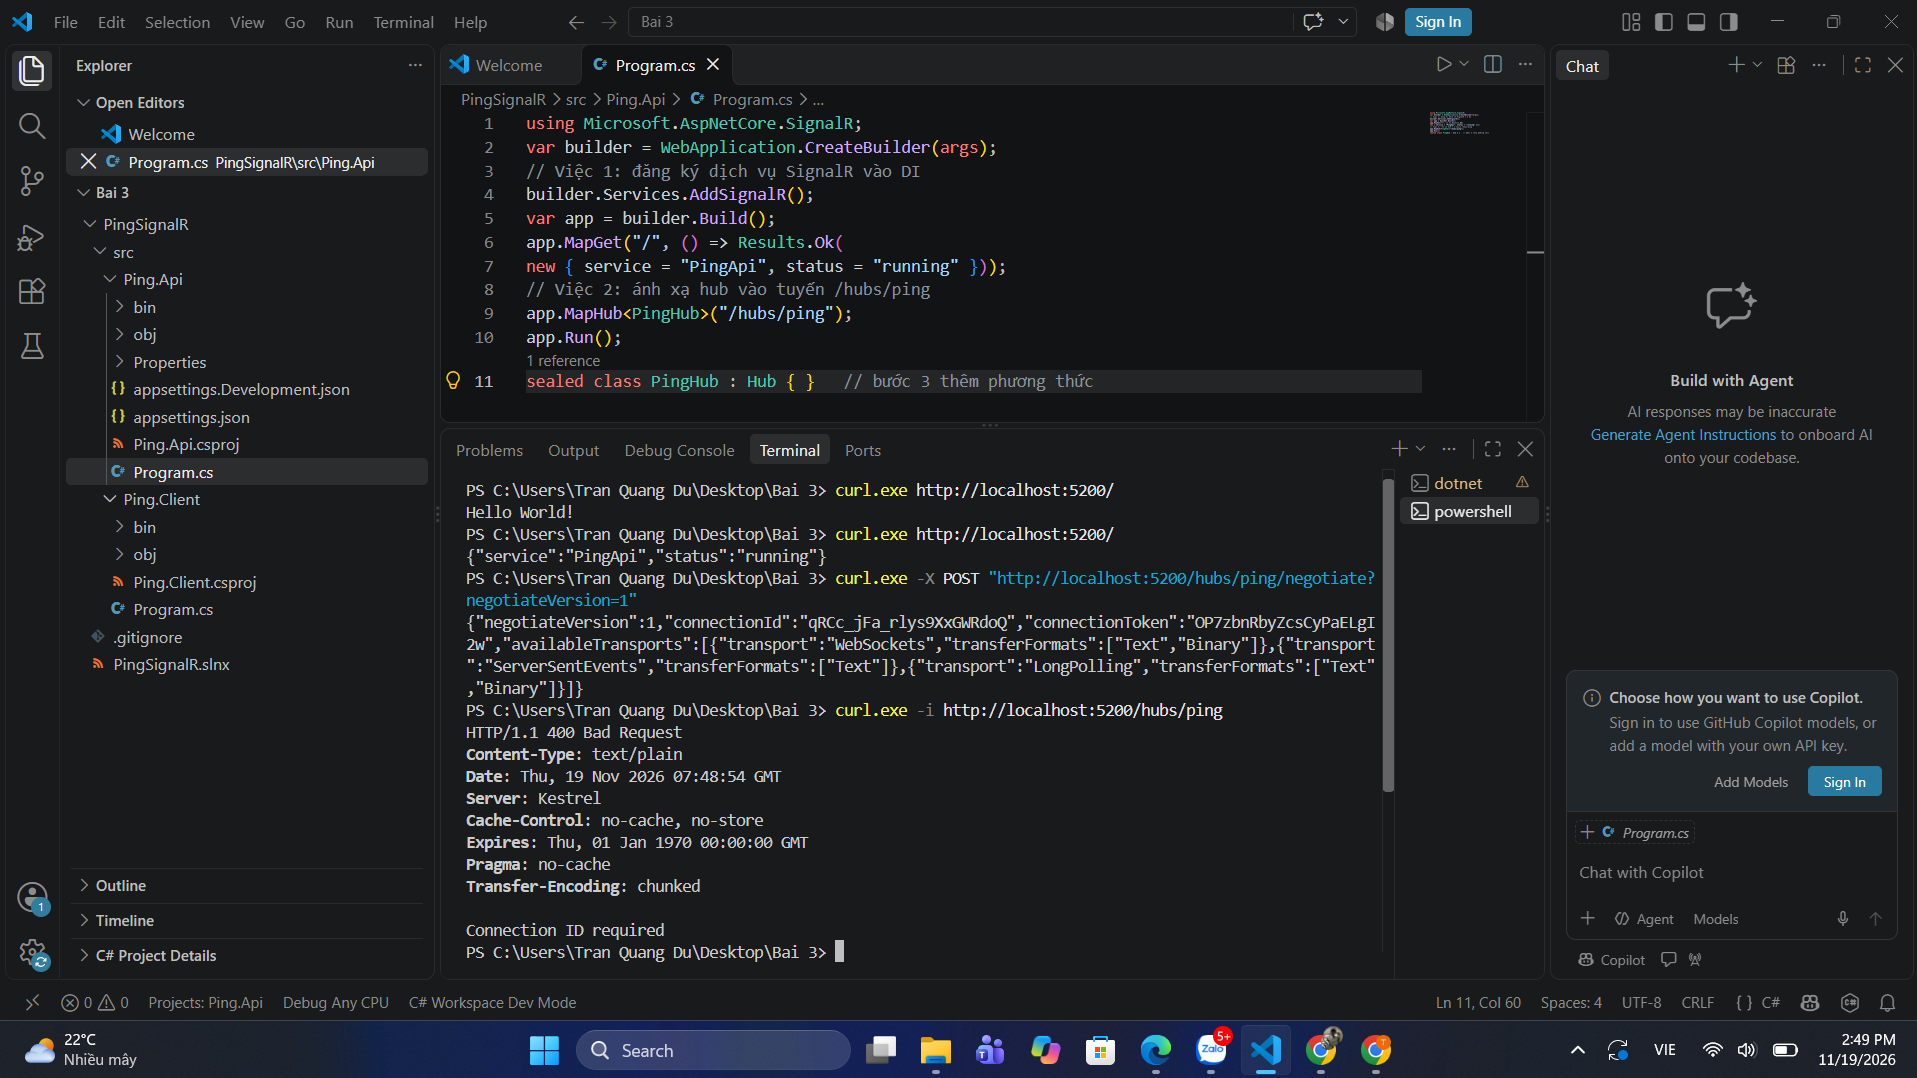 File Edit Selection View Go Run Terminal Help
Bai 3
Sign In
Explorer
Open Editors
Welcome
Program.cs PingSignalR\src\Ping.Api
Bai 3
PingSignalR
src
Ping.Api
bin
obj
Properties
appsettings.Development.json
appsettings.json
Ping.Api.csproj
Program.cs
Ping.Client
bin
obj
Ping.Client.csproj
Program.cs
.gitignore
PingSignalR.slnx
Outline
Timeline
C# Project Details
Welcome
Program.cs
PingSignalR > src > Ping.Api > Program.cs > ...
1 using Microsoft.AspNetCore.SignalR;
2 var builder = WebApplication.CreateBuilder(args);
3 // Việc 1: đăng ký dịch vụ SignalR vào DI
4 builder.Services.AddSignalR();
5 var app = builder.Build();
6 app.MapGet("/", () => Results.Ok(
7 new { service = "PingApi", status = "running" }));
8 // Việc 2: ánh xạ hub vào tuyến /hubs/ping
9 app.MapHub<PingHub>("/hubs/ping");
10 app.Run();
1 reference
11 sealed class PingHub : Hub { } // bước 3 thêm phương thức
Problems Output Debug Console Terminal Ports
PS C:\Users\Tran Quang Du\Desktop\Bai 3> curl.exe http://localhost:5200/
Hello World!
PS C:\Users\Tran Quang Du\Desktop\Bai 3> curl.exe http://localhost:5200/
{"service":"PingApi","status":"running"}
PS C:\Users\Tran Quang Du\Desktop\Bai 3> curl.exe -X POST "http://localhost:5200/hubs/ping/negotiate?
negotiateVersion=1"
{"negotiateVersion":1,"connectionId":"qRCc_jFa_rlys9XxGWRdoQ","connectionToken":"OP7zbnRbyZcsCyPaELgI
2w","availableTransports":[{"transport":"WebSockets","transferFormats":["Text","Binary"]},{"transport
":"ServerSentEvents","transferFormats":["Text"]},{"transport":"LongPolling","transferFormats":["Text"
,"Binary"]}]}
PS C:\Users\Tran Quang Du\Desktop\Bai 3> curl.exe -i http://localhost:5200/hubs/ping
HTTP/1.1 400 Bad Request
Content-Type: text/plain
Date: Thu, 19 Nov 2026 07:48:54 GMT
Server: Kestrel
Cache-Control: no-cache, no-store
Expires: Thu, 01 Jan 1970 00:00:00 GMT
Pragma: no-cache
Transfer-Encoding: chunked
Connection ID required
PS C:\Users\Tran Quang Du\Desktop\Bai 3>
dotnet
powershell
Chat
Build with Agent
AI responses may be inaccurate
Generate Agent Instructions to onboard AI
onto your codebase.
Choose how you want to use Copilot.
Sign in to use GitHub Copilot models, or
add a model with your own API key.
Add Models Sign In
Program.cs
Chat with Copilot
Agent Models
Copilot
1
0 0 Projects: Ping.Api Debug Any CPU C# Workspace Dev Mode
Ln 11, Col 60 Spaces: 4 UTF-8 CRLF {} C#
22°C
Nhiều mây
Search
Zalo
5+
T
VIE
2:49 PM
11/19/2026